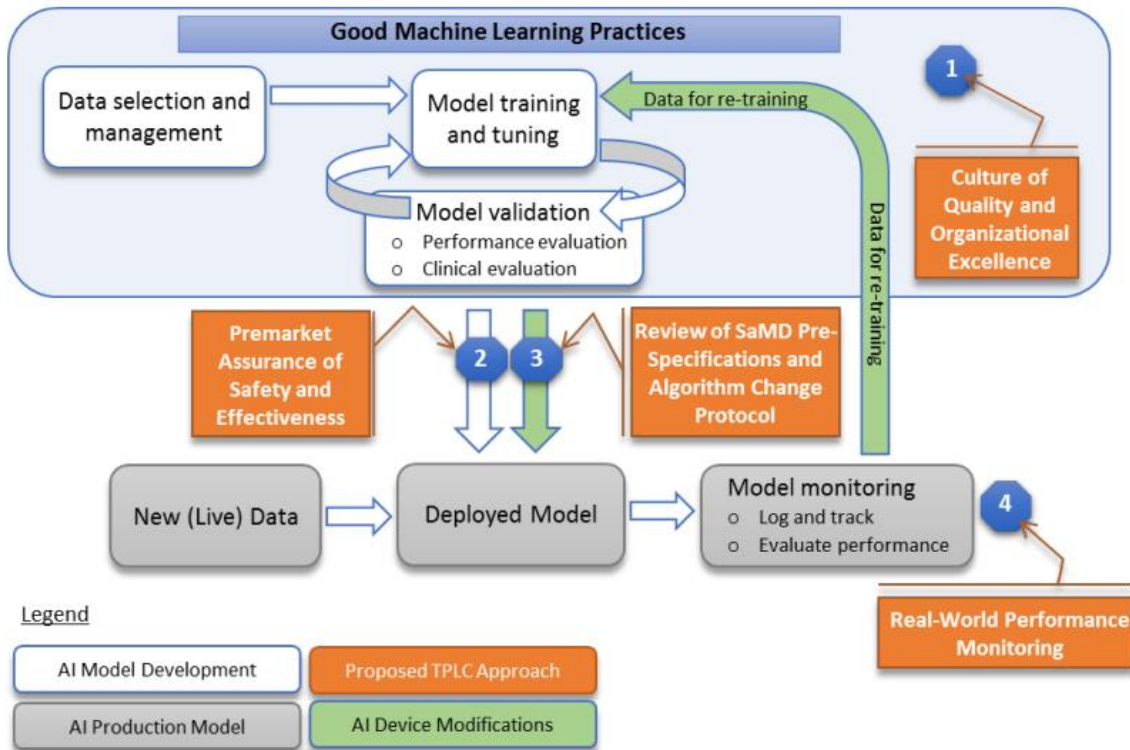 Good Machine Learning Practices
Data selection and
management
Model training
and tuning
Data for re-training
1
Culture of
Quality and
Organizational
Excellence
Model validation
o Performance evaluation
o Clinical evaluation
Data for re-training
Premarket
Assurance of
Safety and
Effectiveness
2
3
Review of SaMD Pre-
Specifications and
Algorithm Change
Protocol
New (Live) Data
Deployed Model
Model monitoring
o Log and track
o Evaluate performance
4
Real-World Performance
Monitoring
Legend
AI Model Development
Proposed TPLC Approach
AI Production Model
AI Device Modifications